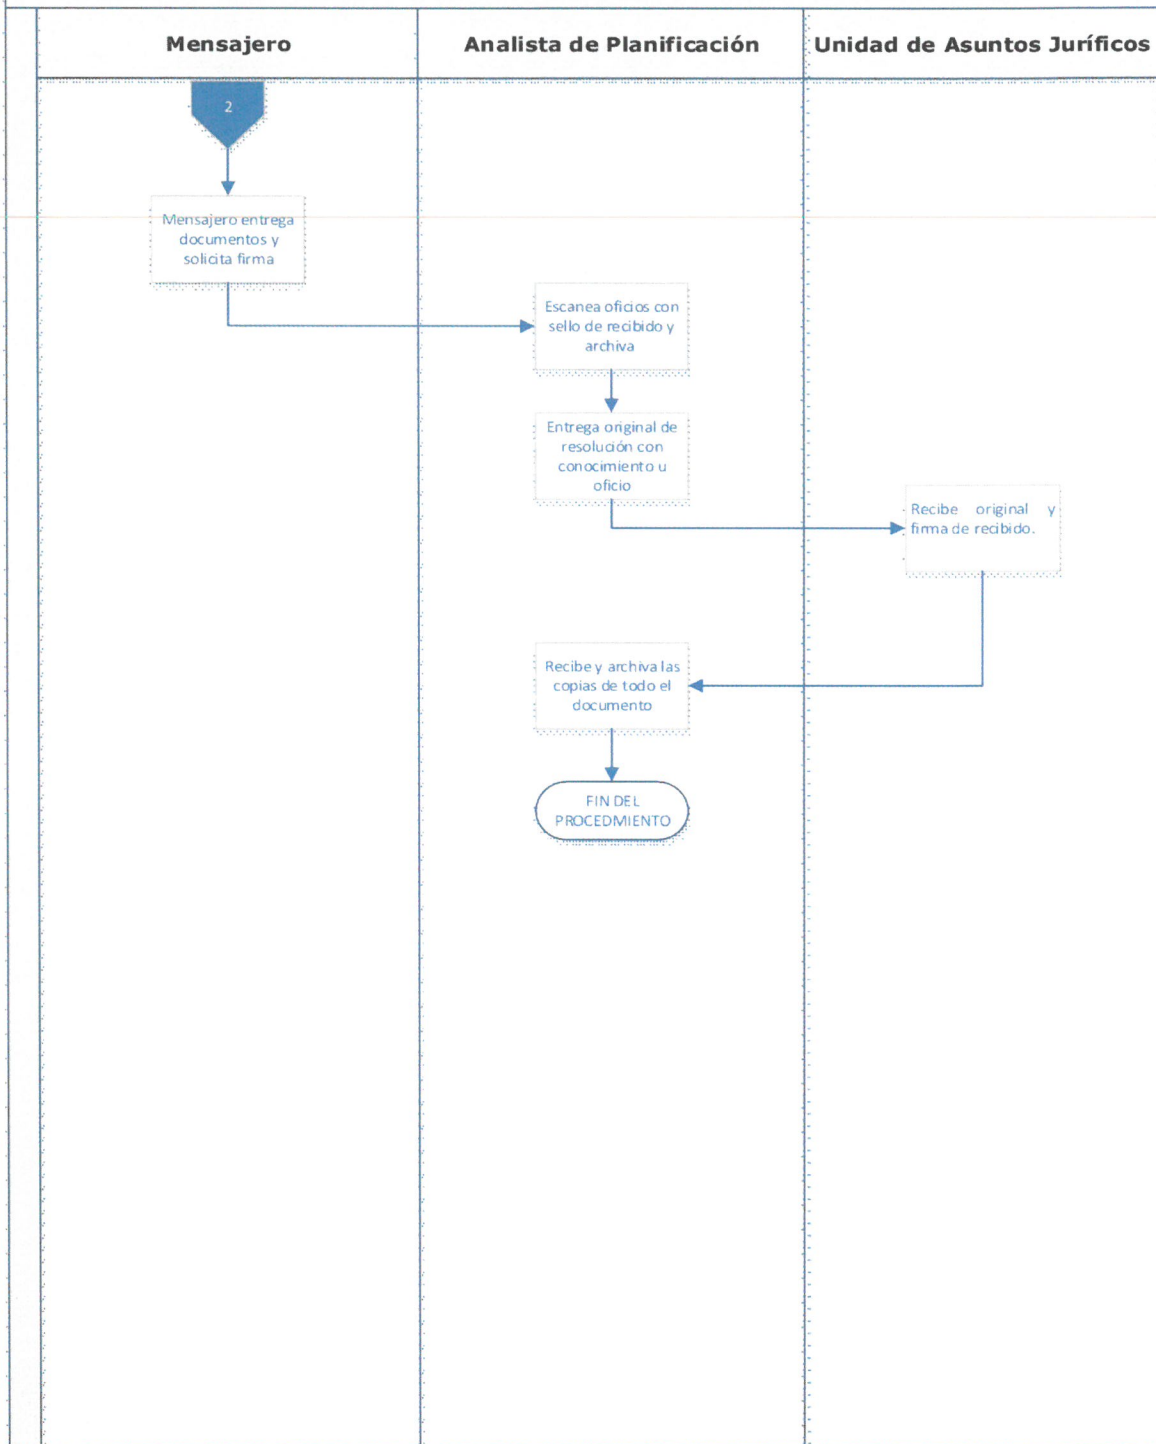 Mensajero
Analista de Planificación
Unidad de Asuntos Juríficos
2
Mensajero entrega
documentos y
solicita firma
Escanea oficios con
sello de recibido y
archiva
Entrega original de
resolución con
conocimiento u
oficio
Recibe original y
firma de recibido.
Recibe y archiva las
copias de todo el
documento
FIN DEL
PROCEDMIENTO